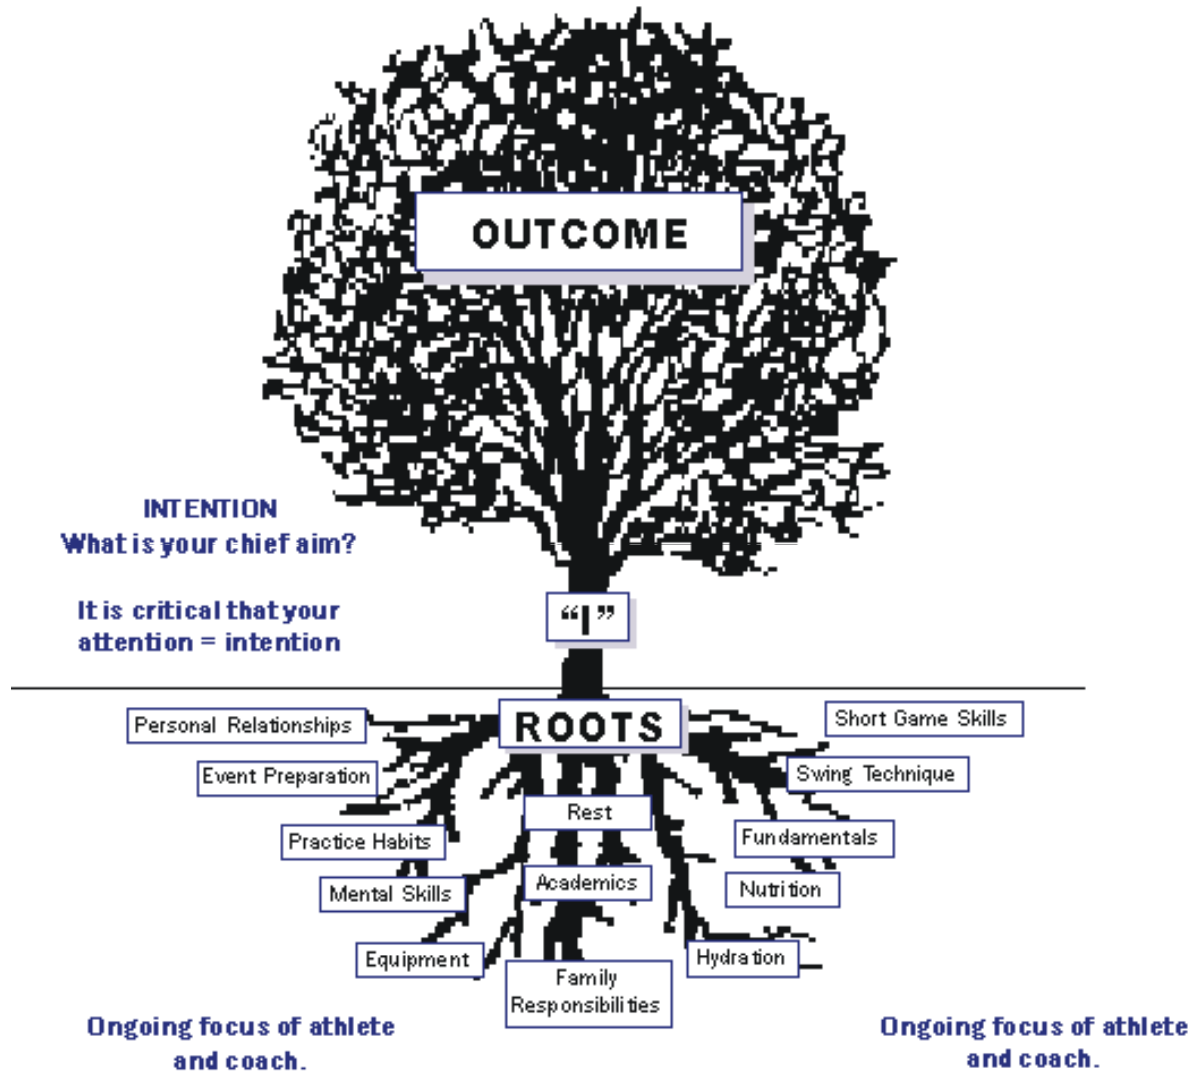 OUTCOME
INTENTION
What is your chief aim?
It is critical that your
attention = intention
“I”
ROOTS
Personal Relationships
Short Game Skills
Event Preparation
Swing Technique
Rest
Practice Habits
Fundamentals
Mental Skills
Academics
Nutrition
Equipment
Hydration
Family
Responsibilities
Ongoing focus of athlete
and coach.
Ongoing focus of athlete
and coach.